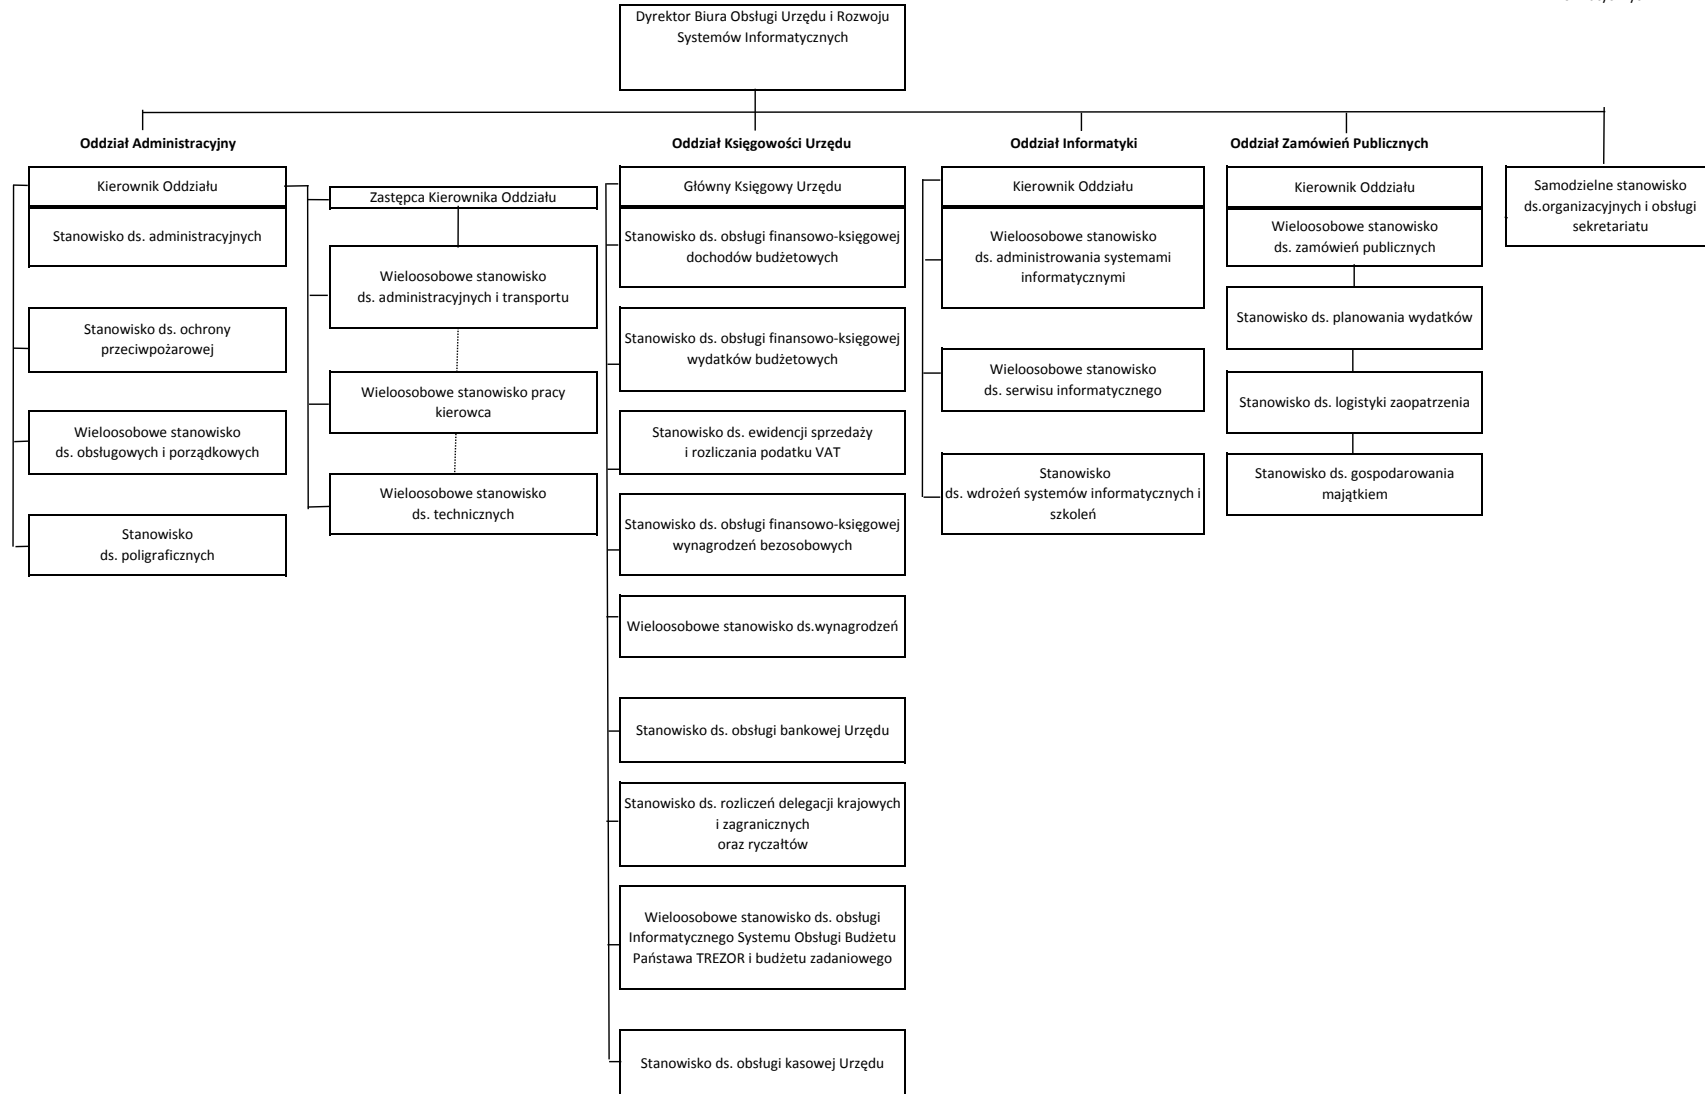 Dyrektor Biura Obsługi Urzędu i Rozwoju
Systemów Informatycznych
Oddział Administracyjny
Kierownik Oddziału
Stanowisko ds. administracyjnych
Stanowisko ds. ochrony
przeciwpożarowej
Wieloosobowe stanowisko
ds. obsługowych i porządkowych
Stanowisko
ds. poligraficznych
Zastępca Kierownika Oddziału
Wieloosobowe stanowisko
ds. administracyjnych i transportu
Wieloosobowe stanowisko pracy
kierowca
Wieloosobowe stanowisko
ds. technicznych
Oddział Księgowości Urzędu
Główny Księgowy Urzędu
Stanowisko ds. obsługi finansowo-księgowej
dochodów budżetowych
Stanowisko ds. obsługi finansowo-księgowej
wydatków budżetowych
Stanowisko ds. ewidencji sprzedaży
i rozliczania podatku VAT
Stanowisko ds. obsługi finansowo-księgowej
wynagrodzeń bezosobowych
Wieloosobowe stanowisko ds.wynagrodzeń
Stanowisko ds. obsługi bankowej Urzędu
Stanowisko ds. rozliczeń delegacji krajowych
i zagranicznych
oraz ryczałtów
Wieloosobowe stanowisko ds. obsługi
Informatycznego Systemu Obsługi Budżetu
Państawa TREZOR i budżetu zadaniowego
Stanowisko ds. obsługi kasowej Urzędu
Oddział Informatyki
Kierownik Oddziału
Wieloosobowe stanowisko
ds. administrowania systemami
informatycznymi
Wieloosobowe stanowisko
ds. serwisu informatycznego
Stanowisko
ds. wdrożeń systemów informatycznych i
szkoleń
Oddział Zamówień Publicznych
Kierownik Oddziału
Wieloosobowe stanowisko
ds. zamówień publicznych
Stanowisko ds. planowania wydatków
Stanowisko ds. logistyki zaopatrzenia
Stanowisko ds. gospodarowania
majątkiem
Samodzielne stanowisko
ds.organizacyjnych i obsługi
sekretariatu